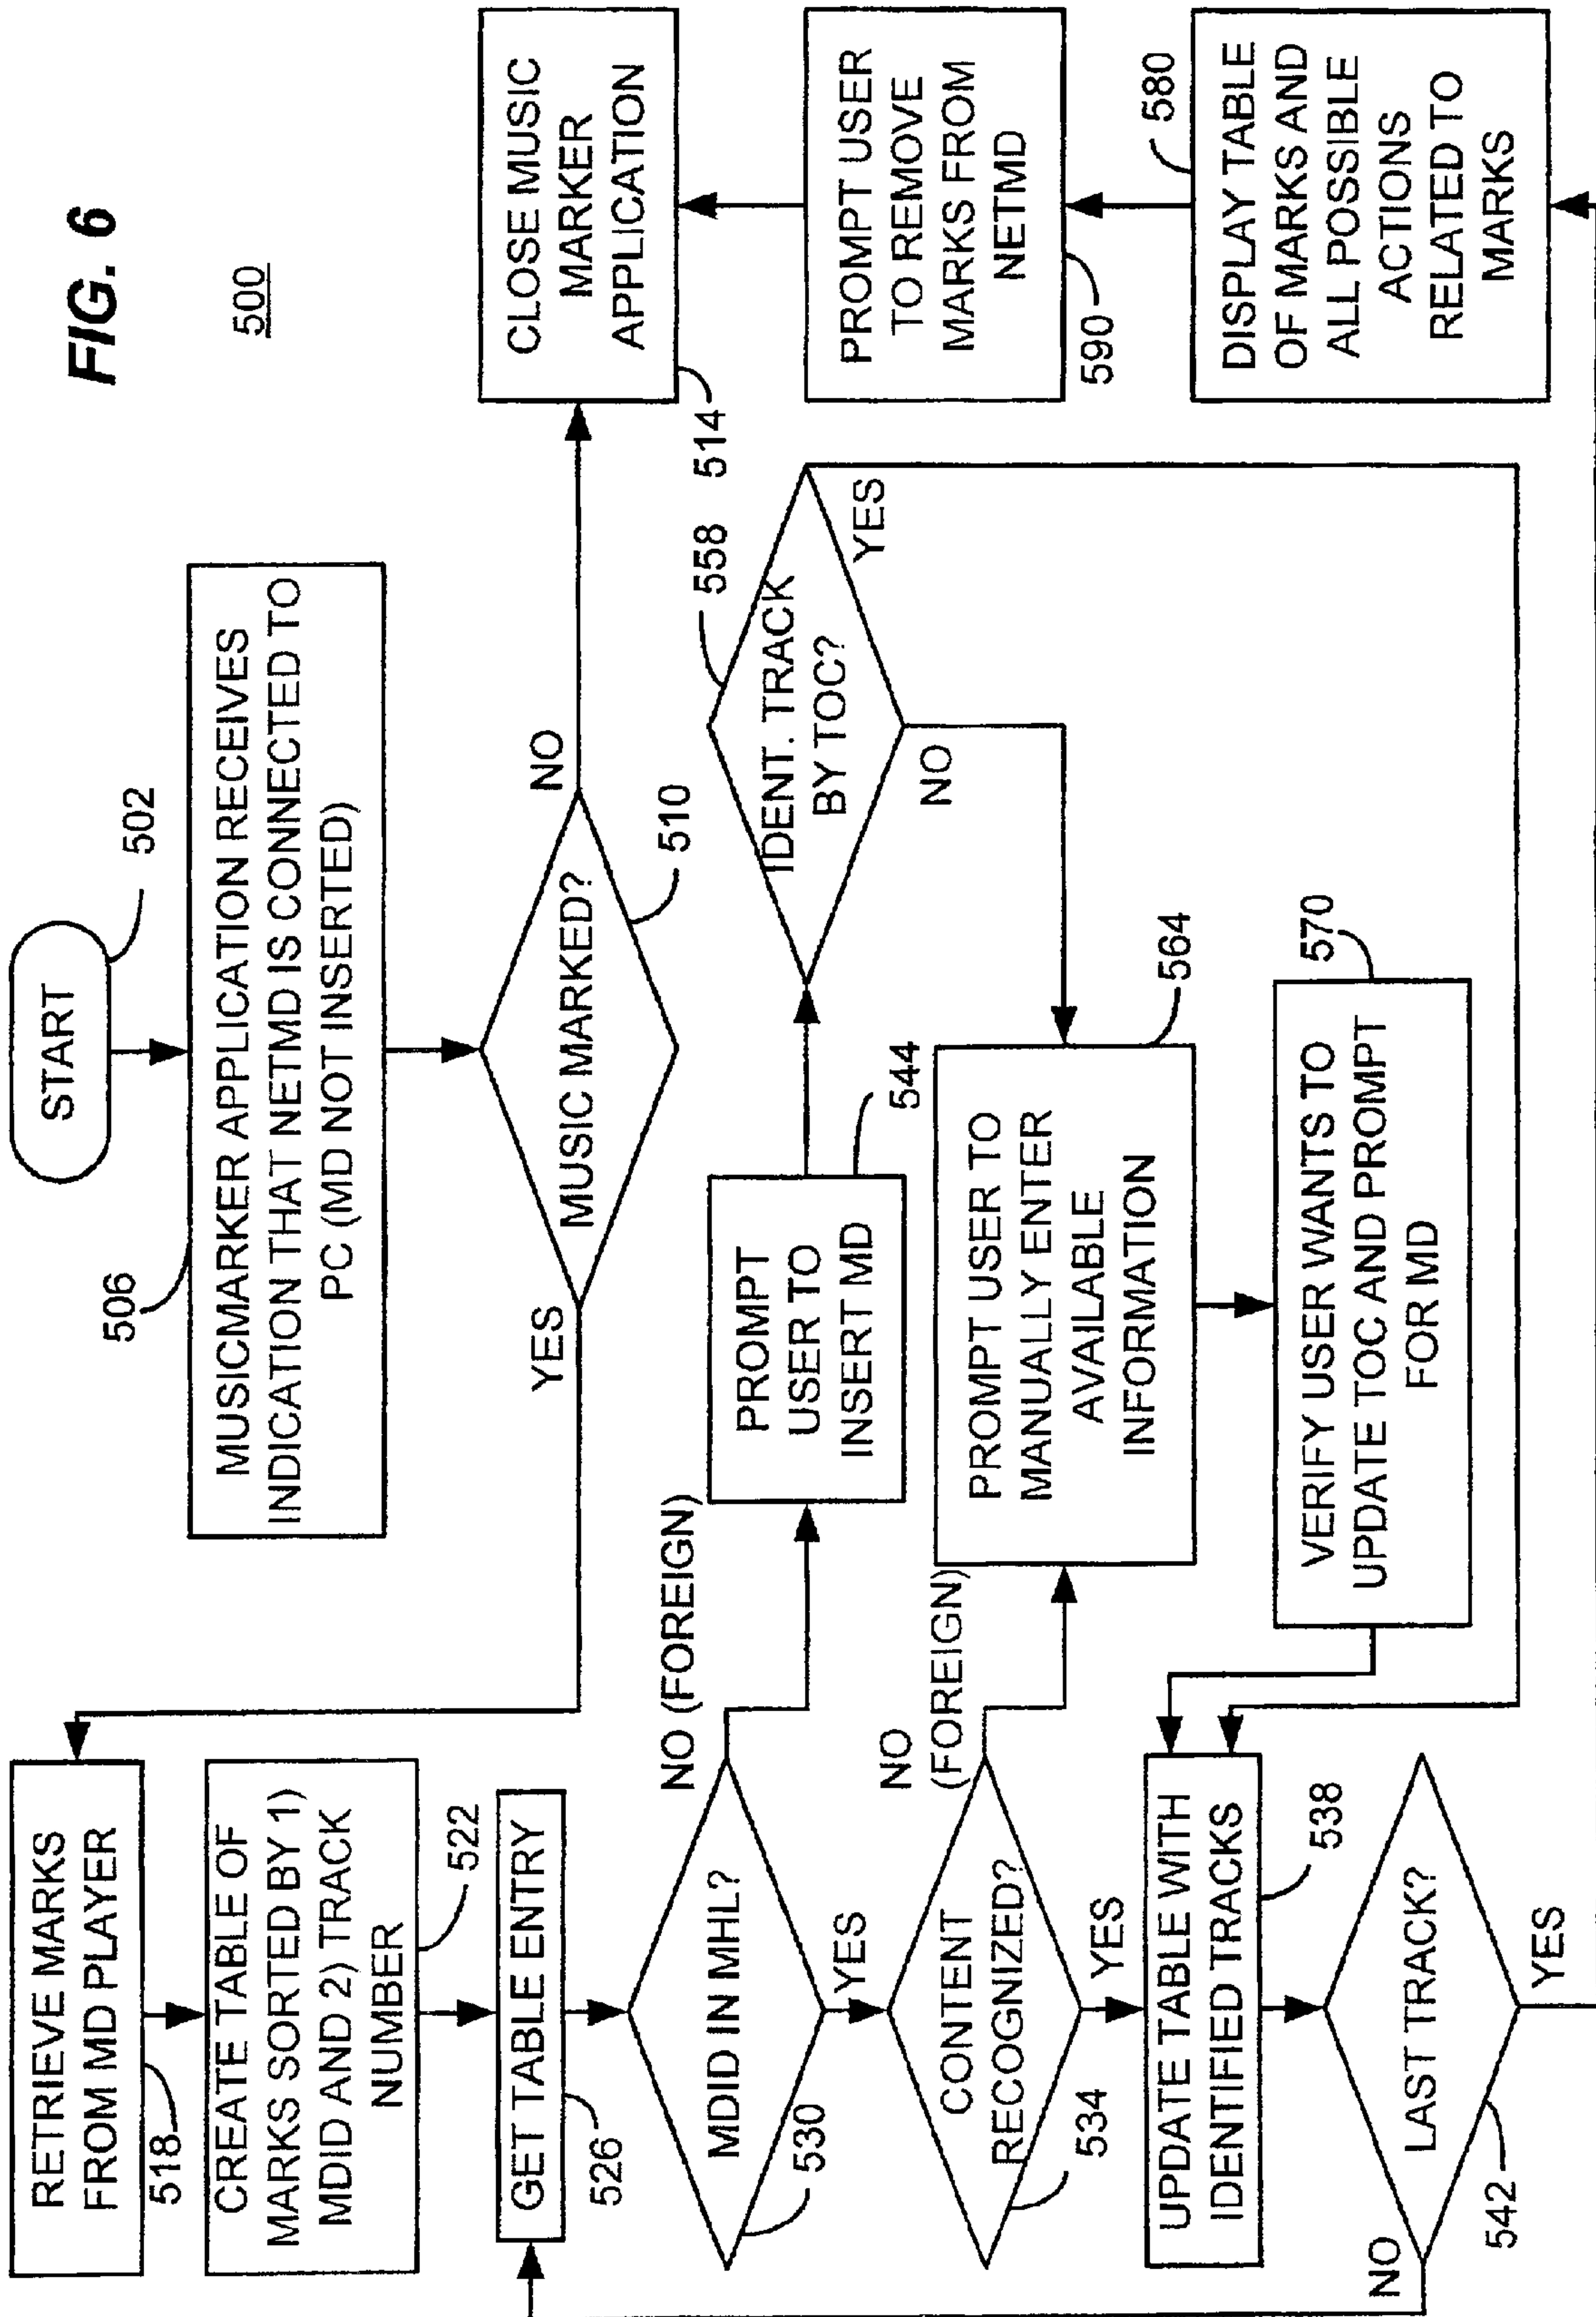 FIG. 6
500
START
502
506
MUSICMARKER APPLICATION RECEIVES
INDICATION THAT NETMD IS CONNECTED TO
PC (MD NOT INSERTED)
MUSIC MARKED?
510
NO
YES
CLOSE MUSIC
MARKER
APPLICATION
514
RETRIEVE MARKS
FROM MD PLAYER
518
CREATE TABLE OF
MARKS SORTED BY 1)
MDID AND 2) TRACK
NUMBER
522
GET TABLE ENTRY
526
MDID IN MHL?
530
NO (FOREIGN)
YES
PROMPT
USER TO
INSERT MD
544
IDENT. TRACK
BY TOC?
558
YES
NO
CONTENT
RECOGNIZED?
534
NO
(FOREIGN)
YES
PROMPT USER TO
MANUALLY ENTER
AVAILABLE
INFORMATION
564
VERIFY USER WANTS TO
UPDATE TOC AND PROMPT
FOR MD
570
UPDATE TABLE WITH
IDENTIFIED TRACKS
538
LAST TRACK?
542
NO
YES
DISPLAY TABLE
OF MARKS AND
ALL POSSIBLE
ACTIONS
RELATED TO
MARKS
580
PROMPT USER
TO REMOVE
MARKS FROM
NETMD
590